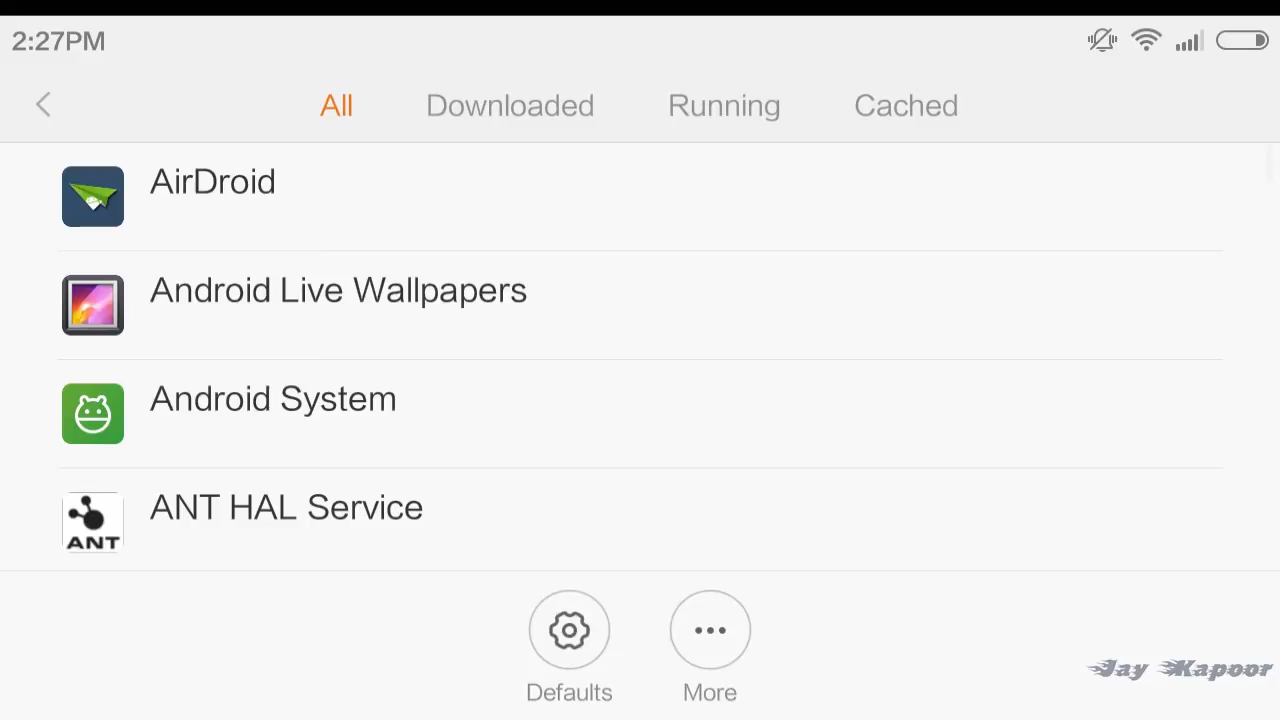 2:27PM
All Downloaded Running Cached
AirDroid
Android Live Wallpapers
Android System
ANT HAL Service
ANT
Defaults More
Jay Kapoor